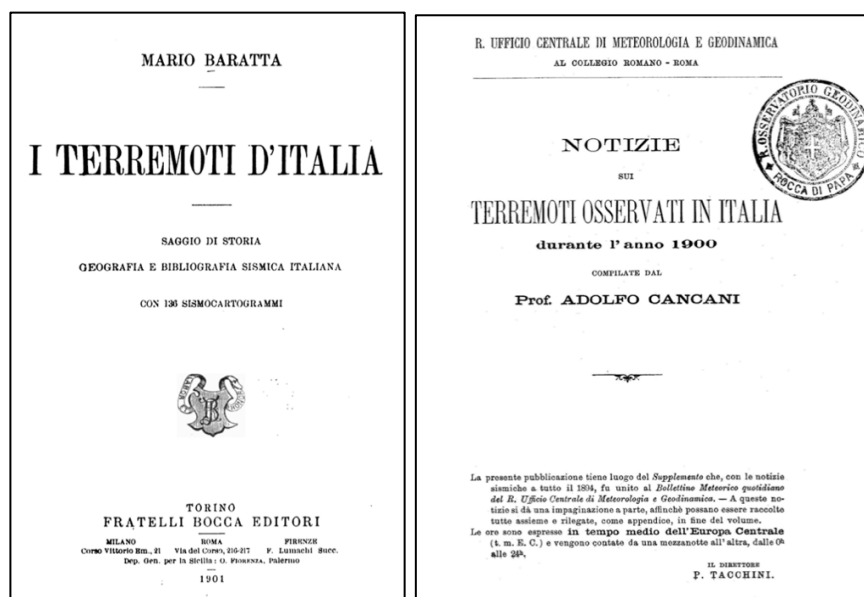 MARIO BARATTA
I TERREMOTI D'ITALIA
SAGGIO DI STORIA
GEOGRAFIA E BIBLIOGRAFIA SISMICA ITALIANA
CON 136 SISMOCARTOGRAMMI
TORINO
FRATELLI BOCCA EDITORI
MILANO ROMA FIRENZE
Corso Vittorio Em., 21 Via del Corso, 216-217 F. Lumachi Succ.
Dep. Gen. per la Sicilia: O. FIORENZA, Palermo
1901
R. UFFICIO CENTRALE DI METEOROLOGIA E GEODINAMICA
AL COLLEGIO ROMANO - ROMA
R. OSSERVATORIO GEODINAMICO
ROCCA DI PAPA
NOTIZIE
SUI
TERREMOTI OSSERVATI IN ITALIA
durante l'anno 1900
COMPILATE DAL
Prof. ADOLFO CANCANI
La presente pubblicazione tiene luogo del Supplemento che, con le notizie
sismiche a tutto il 1894, fu unito al Bollettino Meteorico quotidiano
del R. Ufficio Centrale di Meteorologia e Geodinamica. — A queste no-
tizie si dà una impaginazione a parte, affinchè possano essere raccolte
tutte assieme e rilegate, come appendice, in fine del volume.
Le ore sono espresse in tempo medio dell'Europa Centrale
(t. m. E. C.) e vengono contate da una mezzanotte all'altra, dalle 0h
alle 24h.
IL DIRETTORE
P. TACCHINI.